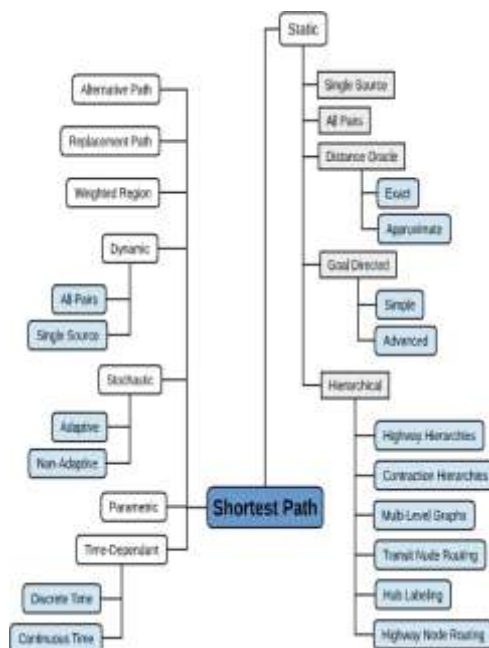 Static
Alternative Path
Replacement Path
Weighted Region
Dynamic
All-Pairs
Single Source
Stochastic
Adaptive
Non-Adaptive
Parametric
Time-Dependant
Discrete Time
Continuous Time
Shortest Path
Single Source
All Pairs
Distance Oracle
Exact
Approximate
Goal Directed
Simple
Advanced
Hierarchical
Highway Hierarchies
Contraction Hierarchies
Multi-Level Graphs
Transit Node Routing
Hub Labeling
Highway Node Routing